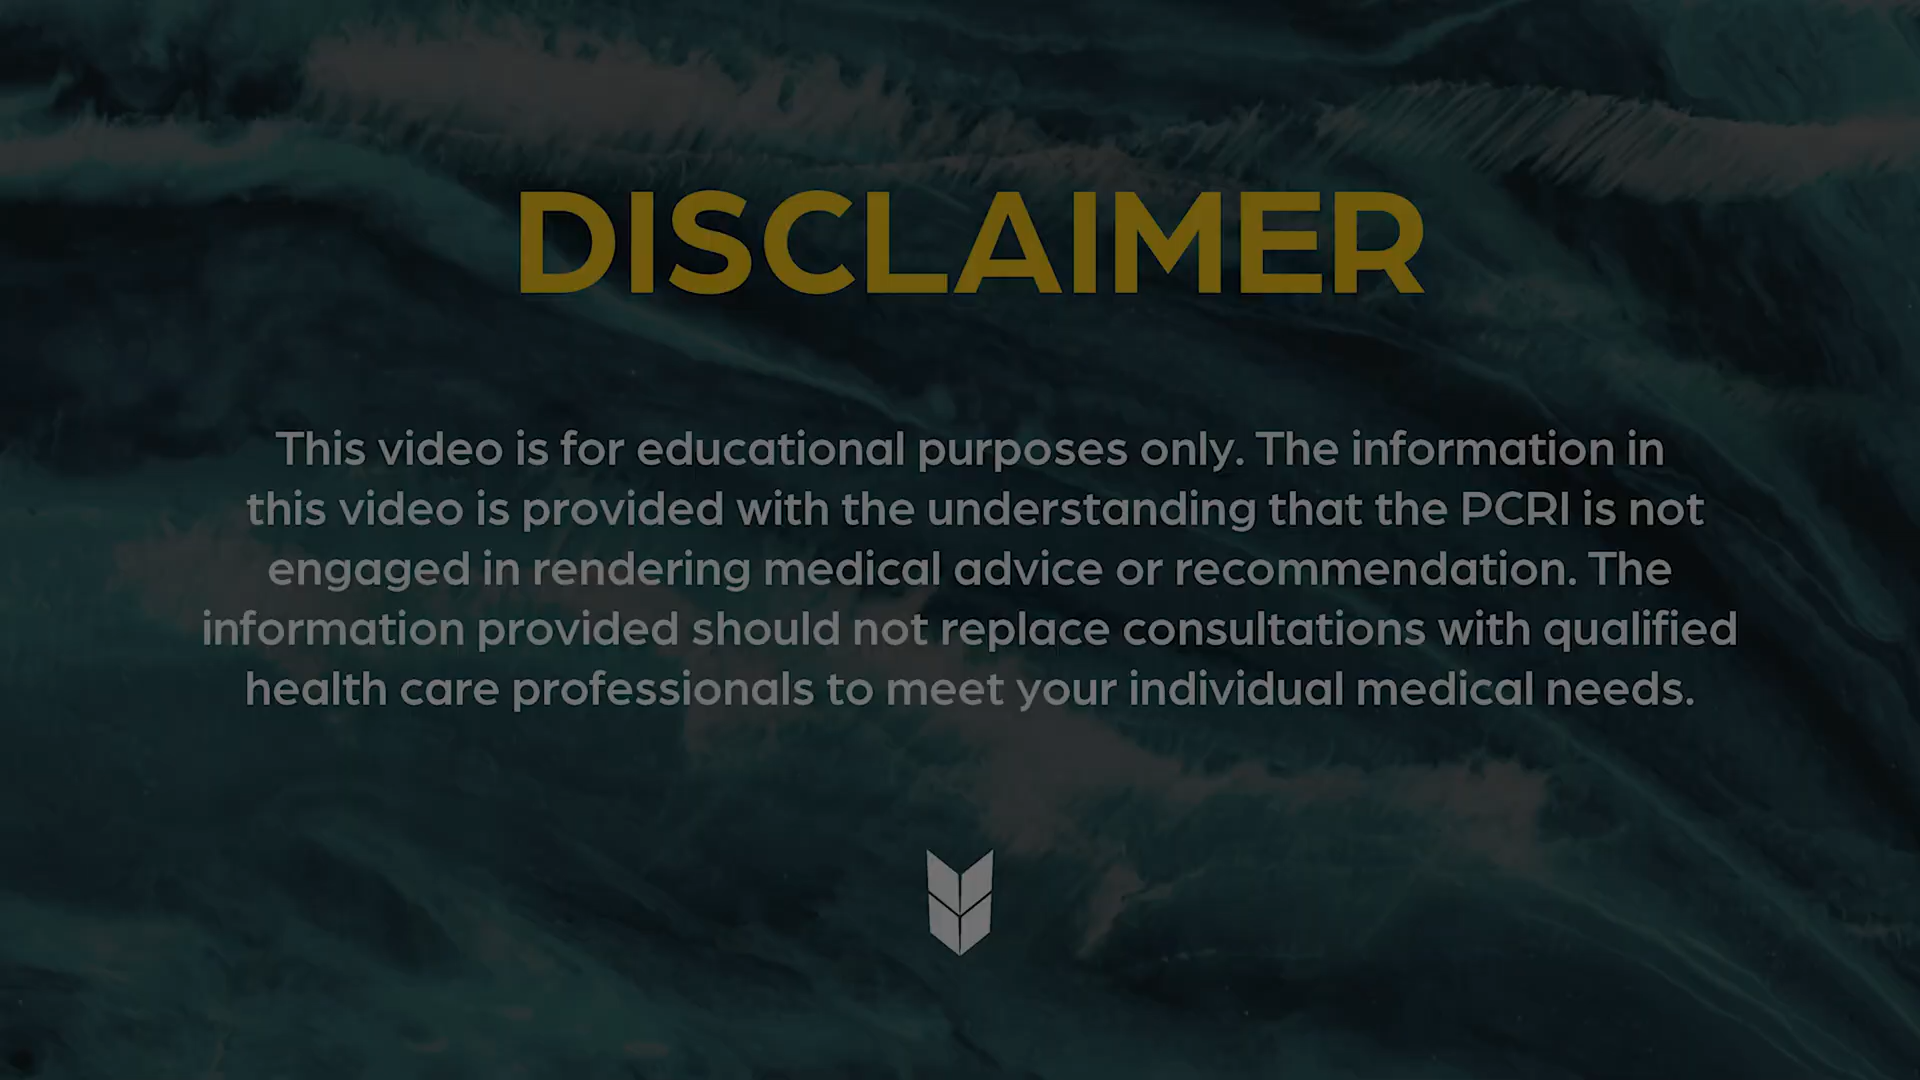 DISCLAIMER
This video is for educational purposes only. The information in
this video is provided with the understanding that the PCRI is not
engaged in rendering medical advice or recommendation. The
information provided should not replace consultations with qualified
health care professionals to meet your individual medical needs.